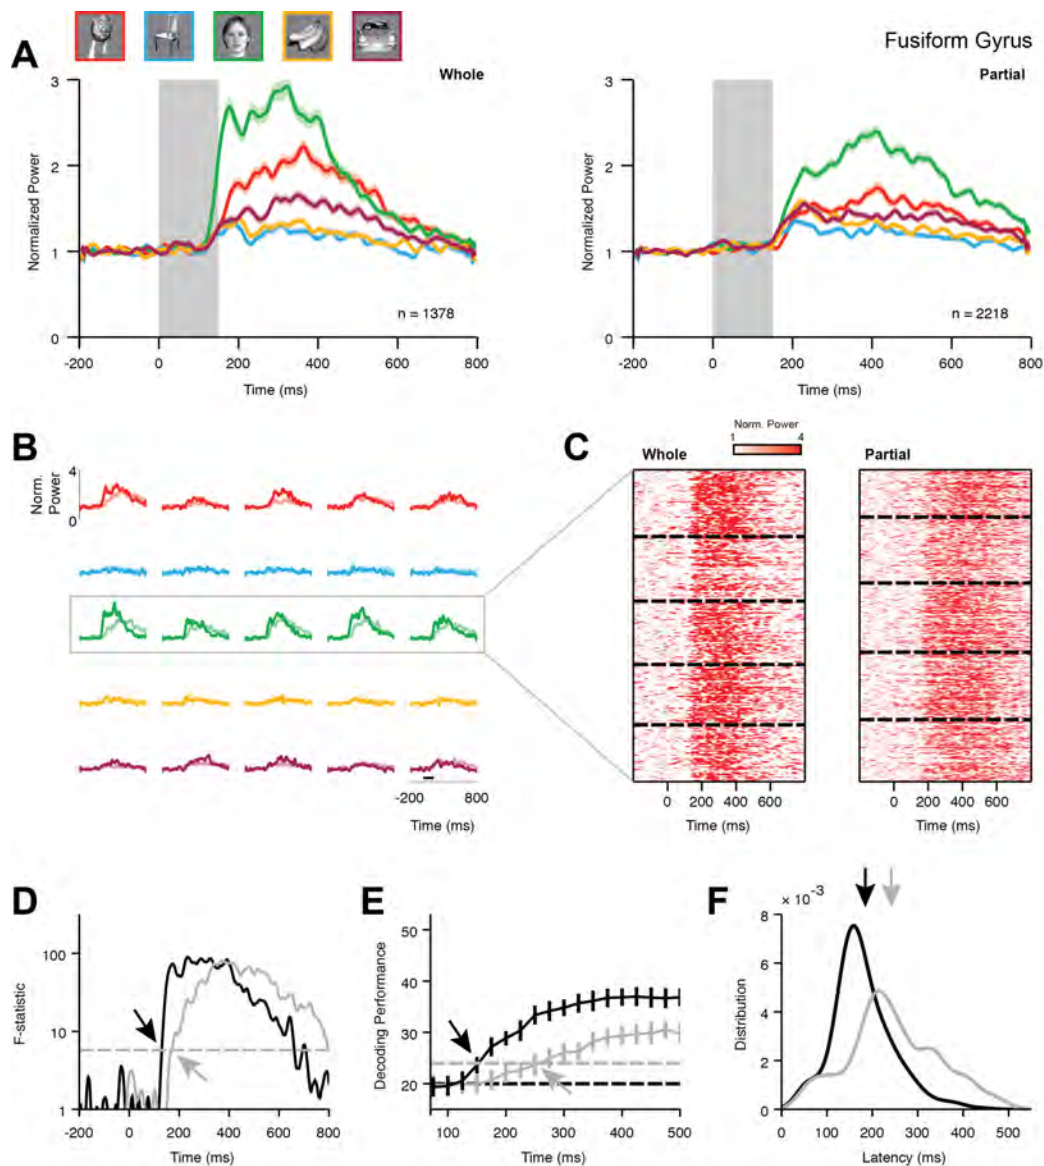 A
Fusiform Gyrus
Whole
Normalized Power
3
2
1
0
n = 1378
-200 0 200 400 600 800
Time (ms)
Partial
Normalized Power
3
2
1
0
n = 2218
-200 0 200 400 600 800
Time (ms)
B
Norm.
Power
4
0
-200 800
Time (ms)
C
Norm. Power
1 4
Whole
0 200 400 600
Time (ms)
Partial
0 200 400 600
Time (ms)
D
F-statistic
100
10
1
-200 0 200 400 600 800
Time (ms)
E
Decoding Performance
50
40
30
20
100 200 300 400 500
Time (ms)
F
× 10⁻³
Distribution
8
6
4
2
0
0 100 200 300 400 500
Latency (ms)